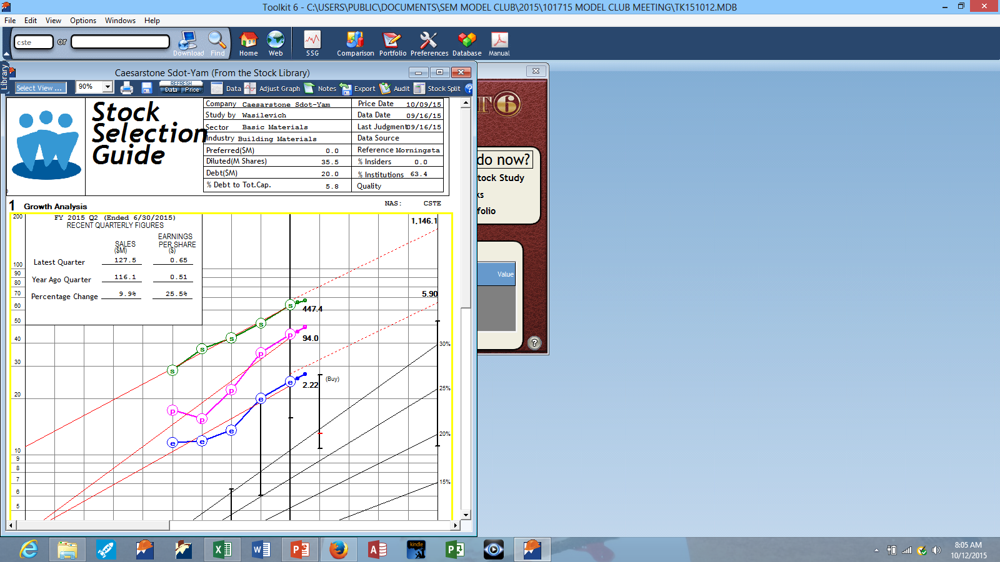 Toolkit 6 - C:\USERS\PUBLIC\DOCUMENTS\SEM MODEL CLUB\2015\101715 MODEL CLUB MEETING\TK151012.MDB
File Edit View Options Windows Help
cste or Download Find Home Web SSG Comparison Portfolio Preferences Database Manual
Library
Caesarstone Sdot-Yam (From the Stock Library)
Select View ... 90% REFRESH Data Price Data Adjust Graph Notes Export Audit Stock Split ?
Stock
Selection
Guide
Company Caesarstone Sdot-Yam Price Date 10/09/15
Study by Wasilevich Data Date 09/16/15
Sector Basic Materials Last Judgment 09/16/15
Industry Building Materials Data Source
Preferred($M) 0.0 Reference Morningsta
Diluted(M Shares) 35.5 % Insiders 0.0
Debt($M) 20.0 % Institutions 63.4
% Debt to Tot.Cap. 5.8 Quality
1 Growth Analysis NAS: CSTE
FY 2015 Q2 (Ended 6/30/2015)
RECENT QUARTERLY FIGURES
SALES ($M) EARNINGS PER SHARE ($)
Latest Quarter 127.5 0.65
Year Ago Quarter 116.1 0.51
Percentage Change 9.9% 25.5%
200
100
90
80
70
60
50
40
30
20
10
9
8
7
6
5
1,146.1
5.90
s s s s s
447.4
p p p p p
94.0
e e e e e
2.22
(Buy)
30%
25%
20%
15%
6
do now?
tock Study
ks
folio
Value
?
kindle
8:05 AM
10/12/2015